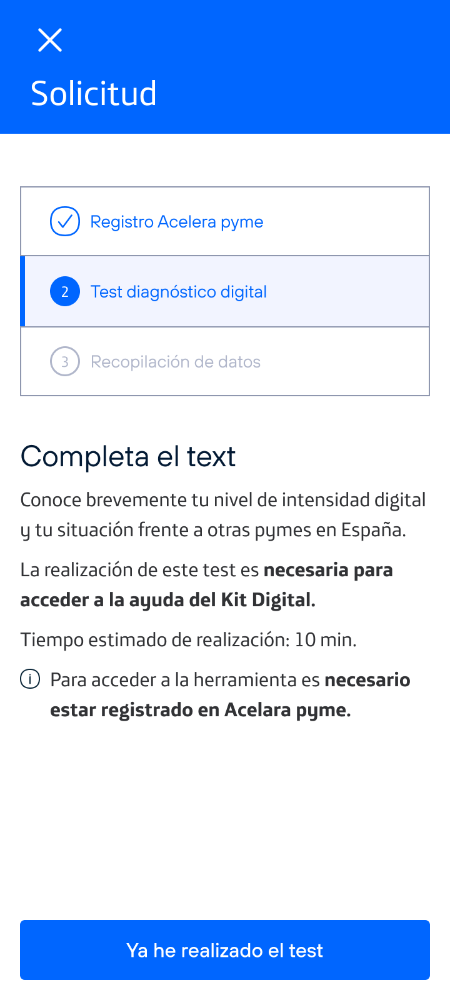 Solicitud
Registro Acelera pyme
2 Test diagnóstico digital
3 Recopilación de datos
Completa el text
Conoce brevemente tu nivel de intensidad digital
y tu situación frente a otras pymes en España.
La realización de este test es necesaria para
acceder a la ayuda del Kit Digital.
Tiempo estimado de realización: 10 min.
i Para acceder a la herramienta es necesario
estar registrado en Acelara pyme.
Ya he realizado el test